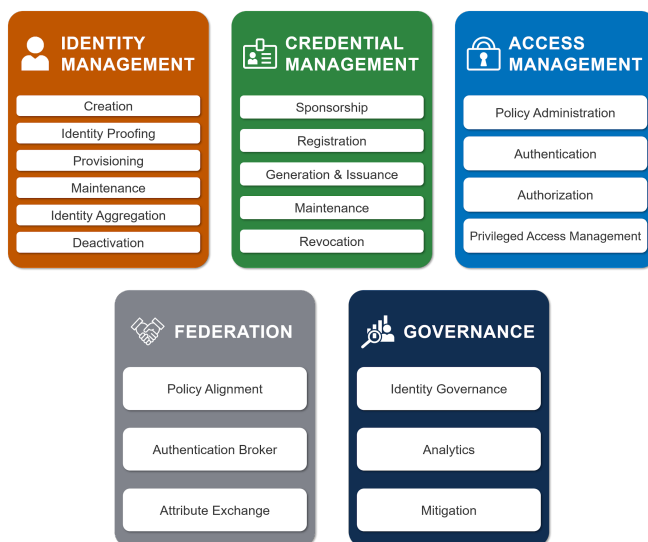 IDENTITY
MANAGEMENT
Creation
Identity Proofing
Provisioning
Maintenance
Identity Aggregation
Deactivation
CREDENTIAL
MANAGEMENT
Sponsorship
Registration
Generation & Issuance
Maintenance
Revocation
ACCESS
MANAGEMENT
Policy Administration
Authentication
Authorization
Privileged Access Management
FEDERATION
Policy Alignment
Authentication Broker
Attribute Exchange
GOVERNANCE
Identity Governance
Analytics
Mitigation